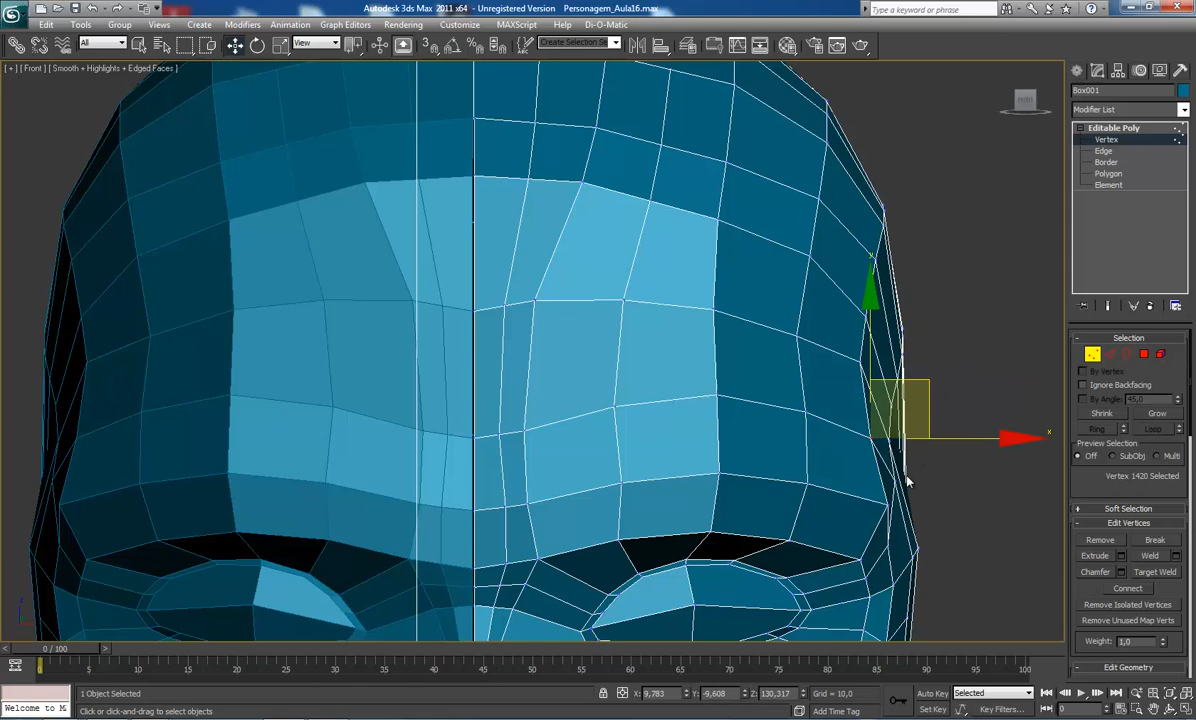 Autodesk 3ds Max 2011 x64 - Unregistered Version Personagem_Aula16.max
Type a keyword or phrase
Edit Tools Group Views Create Modifiers Animation Graph Editors Rendering Customize MAXScript Help Di-O-Matic
All View Create Selection Se
[ + ] [ Front ] [ Smooth + Highlights + Edged Faces ]
Box001
Modifier List
Editable Poly
Vertex
Edge
Border
Polygon
Element
Selection
By Vertex
Ignore Backfacing
By Angle: 45,0
Shrink Grow
Ring Loop
Preview Selection
Off SubObj Multi
Vertex 1420 Selected
Soft Selection
Edit Vertices
Remove Break
Extrude Weld
Chamfer Target Weld
Connect
Remove Isolated Vertices
Remove Unused Map Verts
Weight: 1,0
Edit Geometry
x
y
0 / 100
0 5 10 15 20 25 30 35 40 45 50 55 60 65 70 75 80 85 90 95 100
1 Object Selected X: 9,783 Y: -9,608 Z: 130,317 Grid = 10,0 Auto Key Selected
Welcome to M Click or click-and-drag to select objects Add Time Tag Set Key Key Filters... 0